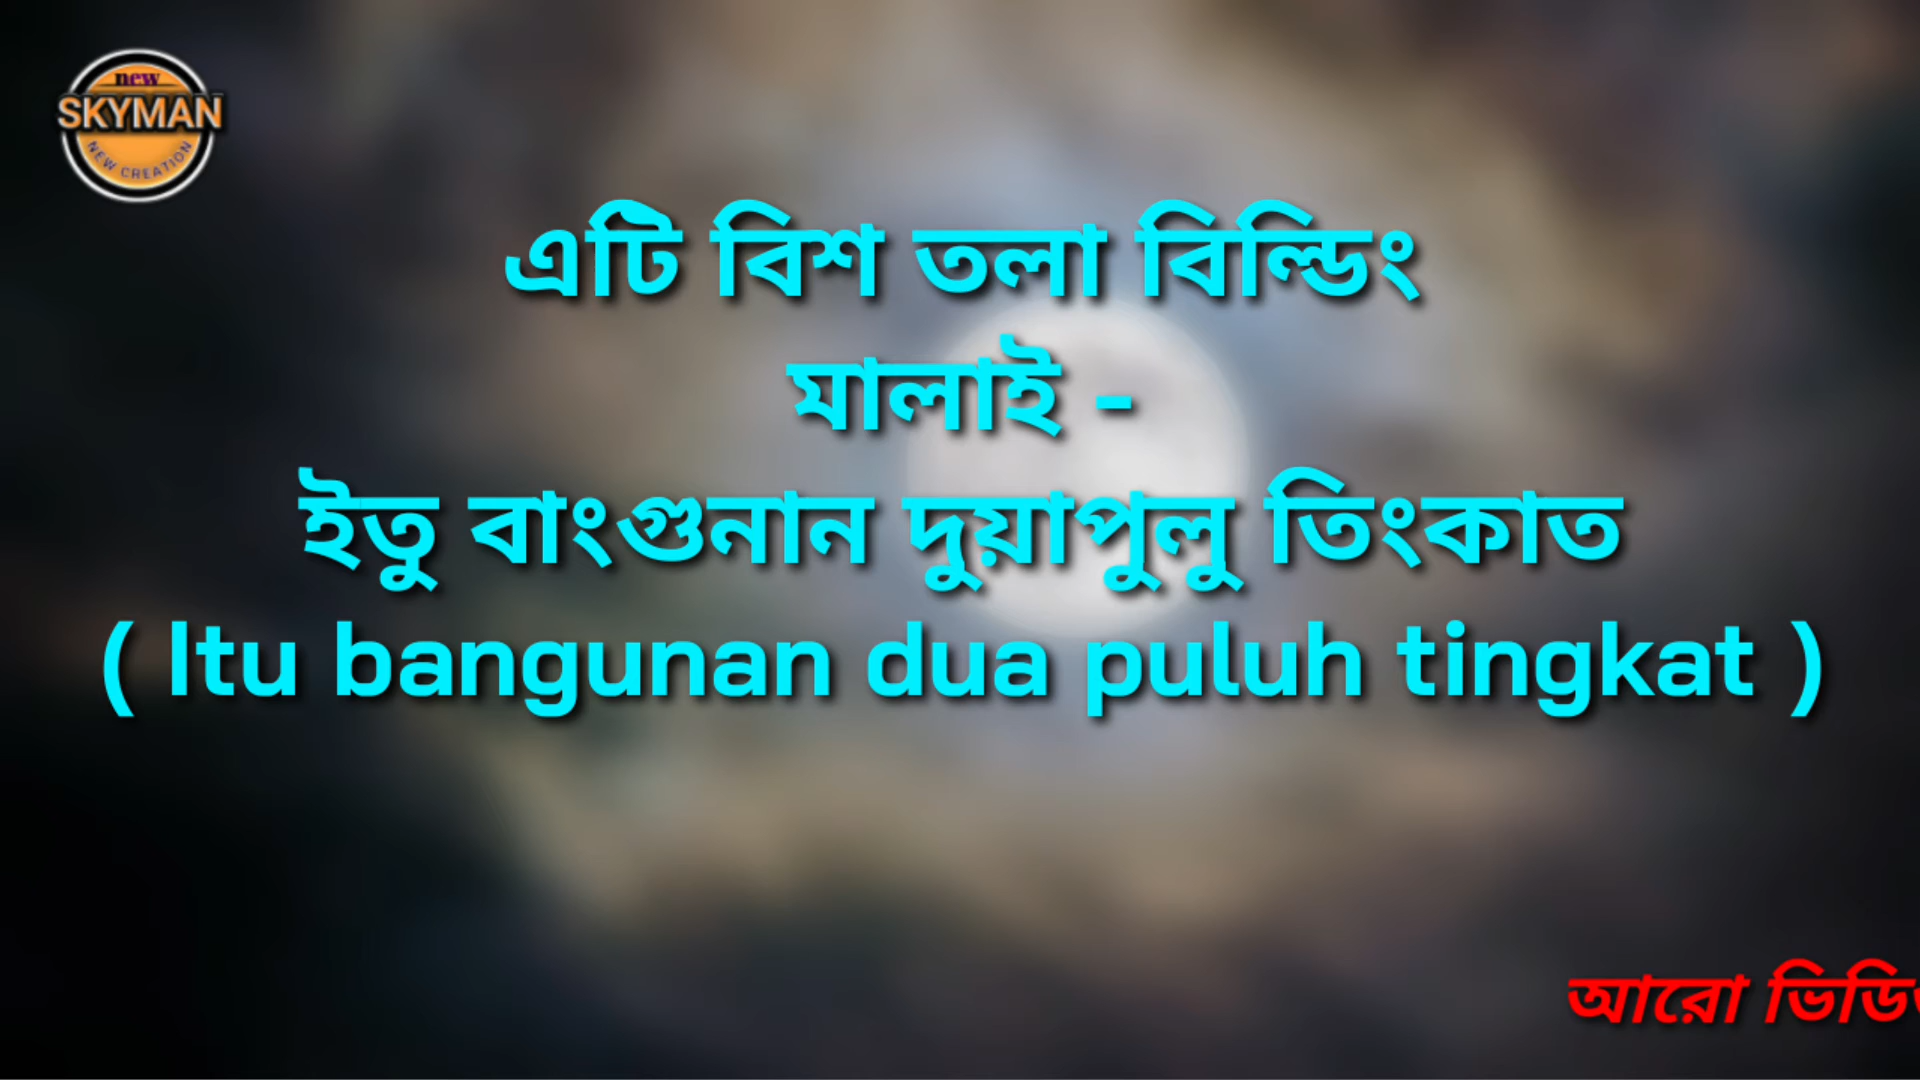 new
SKYMAN
NEW CREATION
এটি বিশ তলা বিল্ডিং
মালাই -
ইতু বাংগুনান দুয়াপুলু তিংকাত
( Itu bangunan dua puluh tingkat )
আরো